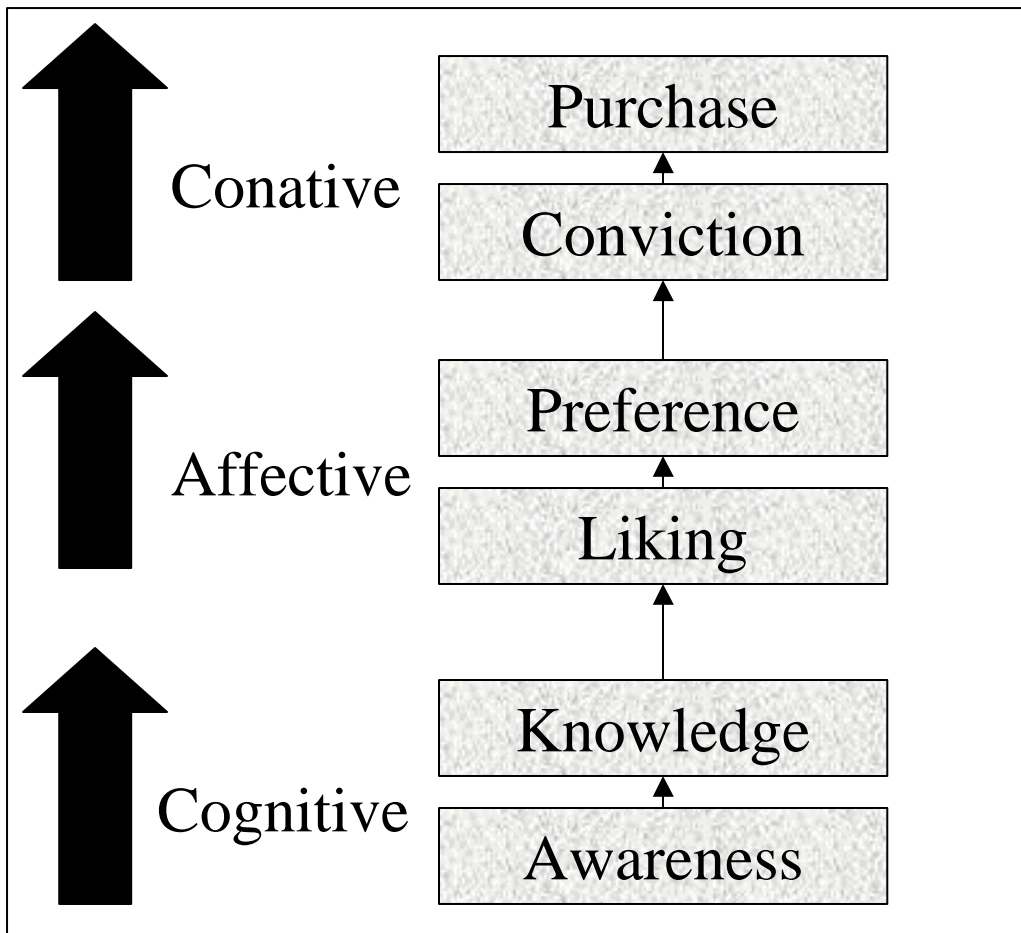 Purchase
Conative
Conviction
Preference
Affective
Liking
Knowledge
Cognitive
Awareness